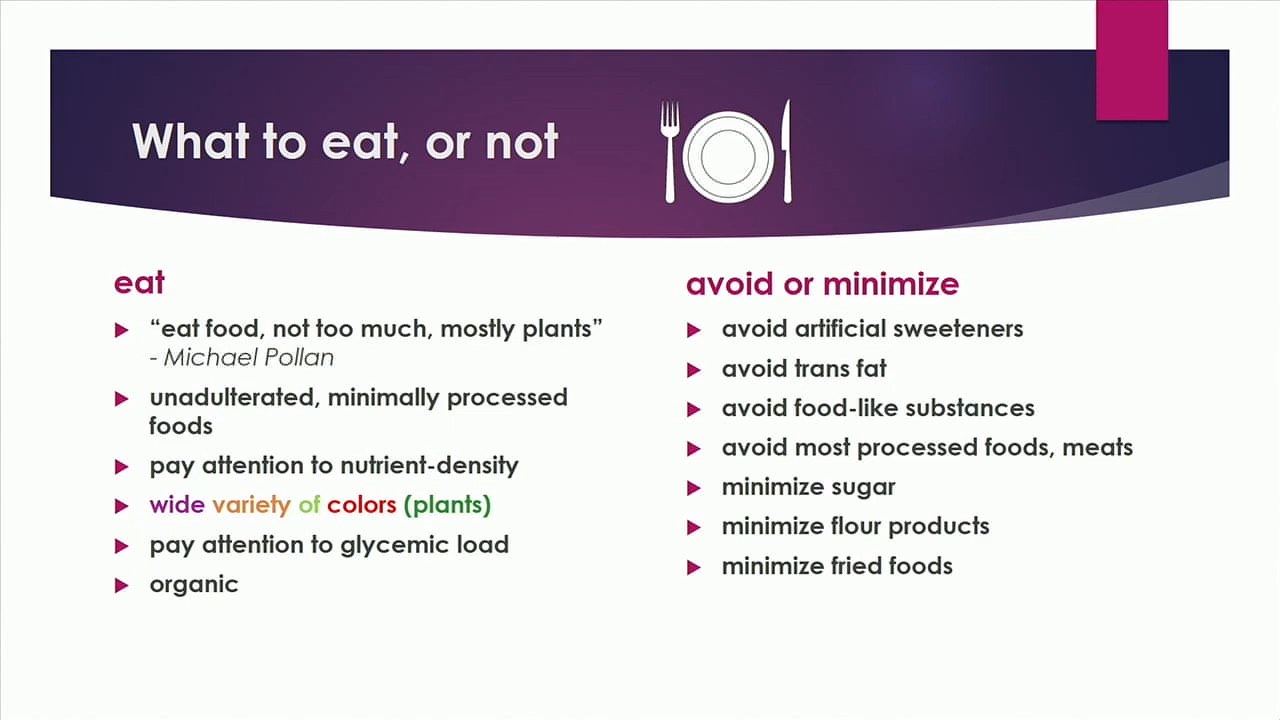 What to eat, or not
eat
“eat food, not too much, mostly plants”
- Michael Pollan
unadulterated, minimally processed
foods
pay attention to nutrient-density
wide variety of colors (plants)
pay attention to glycemic load
organic
avoid or minimize
avoid artificial sweeteners
avoid trans fat
avoid food-like substances
avoid most processed foods, meats
minimize sugar
minimize flour products
minimize fried foods